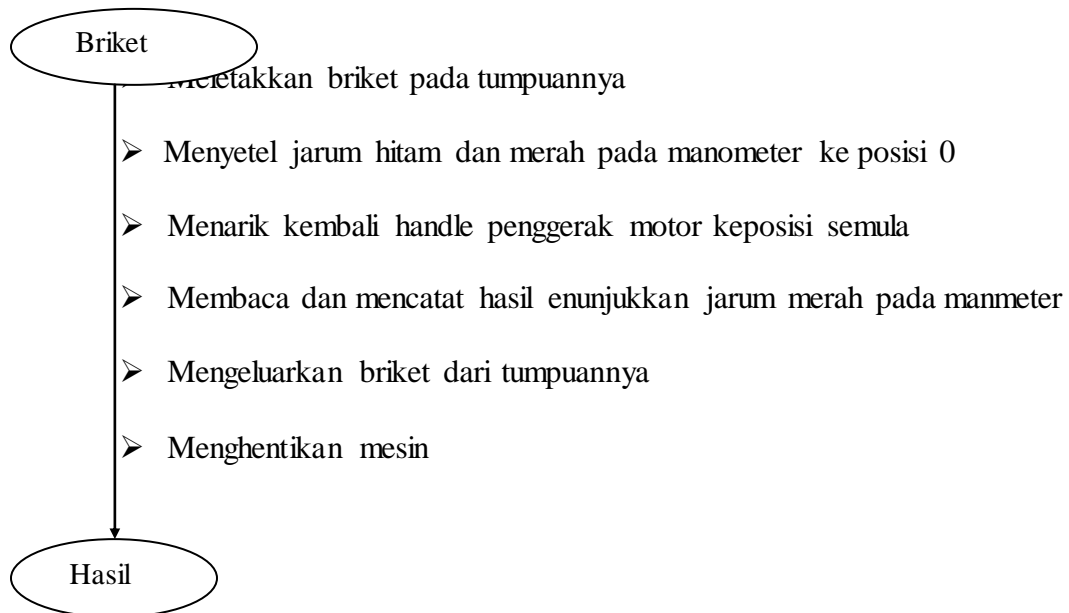 Briket
Meletakkan briket pada tumpuannya
Menyetel jarum hitam dan merah pada manometer ke posisi 0
Menarik kembali handle penggerak motor keposisi semula
Membaca dan mencatat hasil enunjukkan jarum merah pada manmeter
Mengeluarkan briket dari tumpuannya
Menghentikan mesin
Hasil